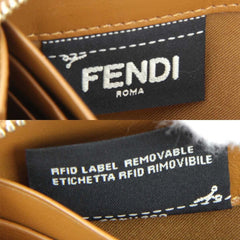 FENDI
ROMA
RFID LABEL REMOVABLE
ETICHETTA RFID RIMOVIBILE